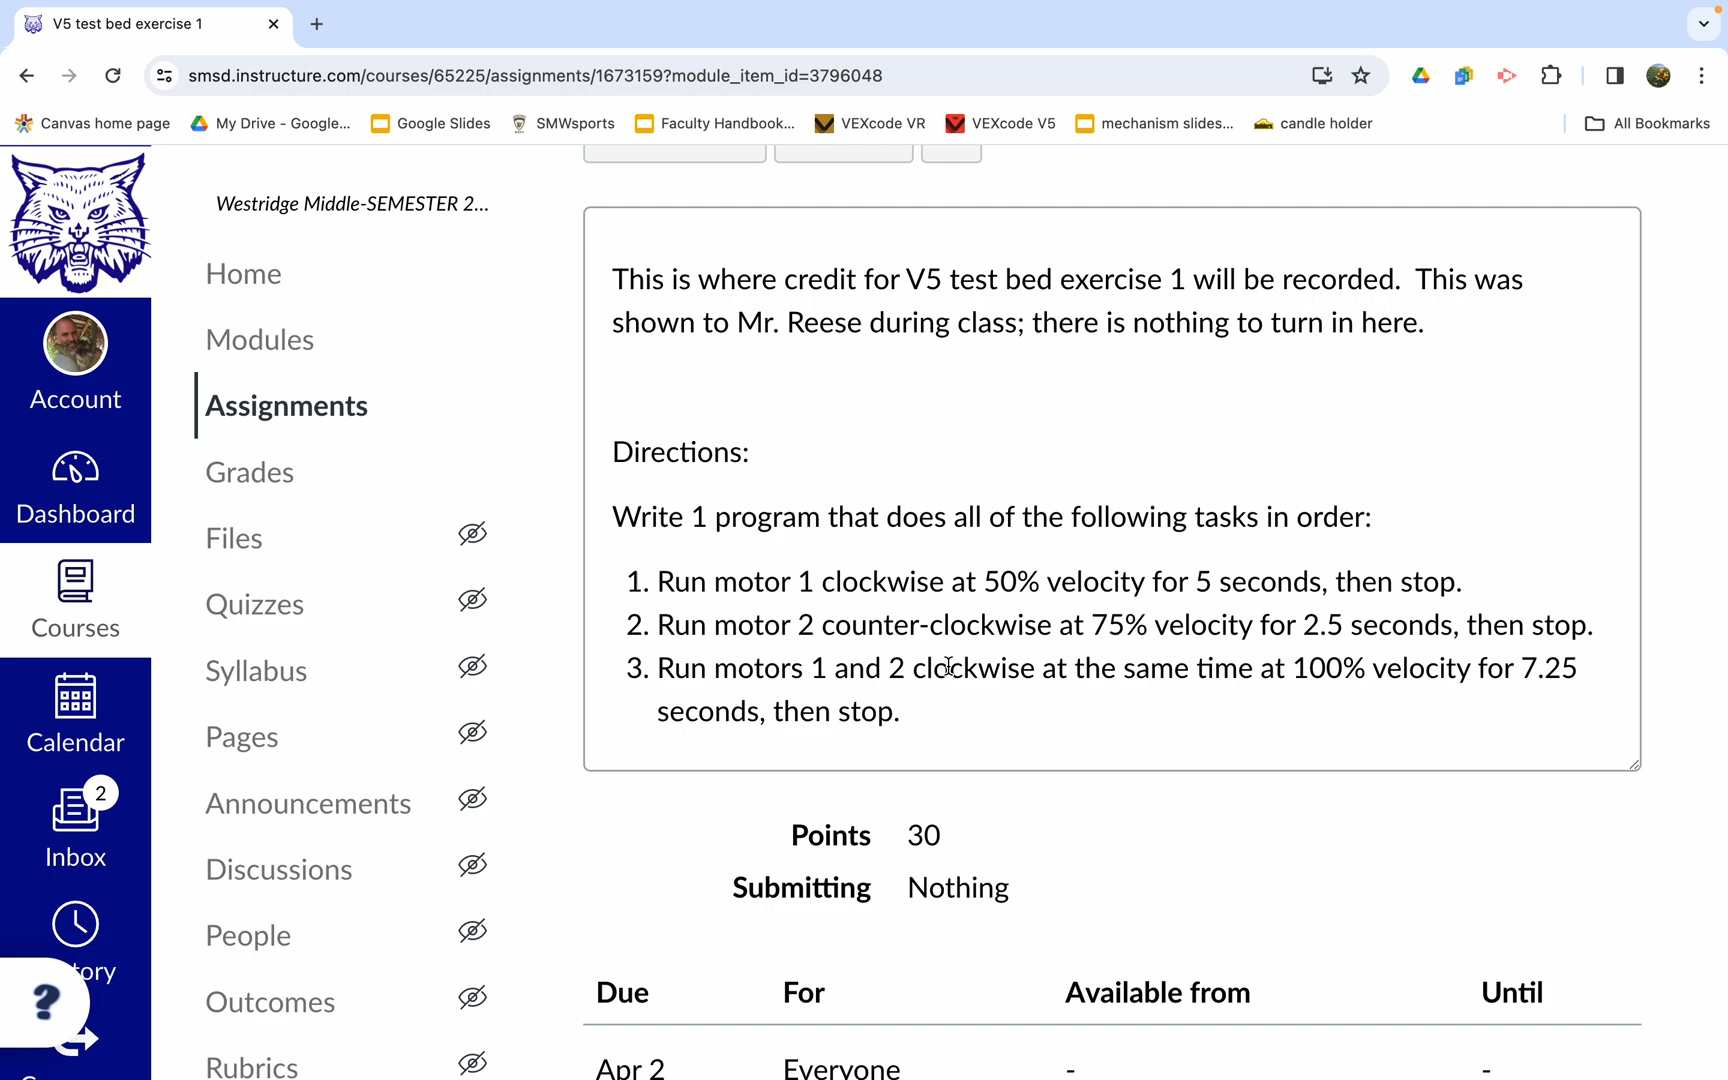 V5 test bed exercise 1
smsd.instructure.com/courses/65225/assignments/1673159?module_item_id=3796048
Canvas home page
My Drive - Google...
Google Slides
SMWsports
Faculty Handbook...
VEXcode VR
VEXcode V5
mechanism slides...
candle holder
All Bookmarks
Account
Dashboard
Courses
Calendar
2
Inbox
?
Westridge Middle-SEMESTER 2...
Home
Modules
Assignments
Grades
Files
Quizzes
Syllabus
Pages
Announcements
Discussions
People
Outcomes
Rubrics
This is where credit for V5 test bed exercise 1 will be recorded. This was
shown to Mr. Reese during class; there is nothing to turn in here.
Directions:
Write 1 program that does all of the following tasks in order:
1. Run motor 1 clockwise at 50% velocity for 5 seconds, then stop.
2. Run motor 2 counter-clockwise at 75% velocity for 2.5 seconds, then stop.
3. Run motors 1 and 2 clockwise at the same time at 100% velocity for 7.25
seconds, then stop.
Points 30
Submitting Nothing
Due For Available from Until
Apr 2 Everyone - -